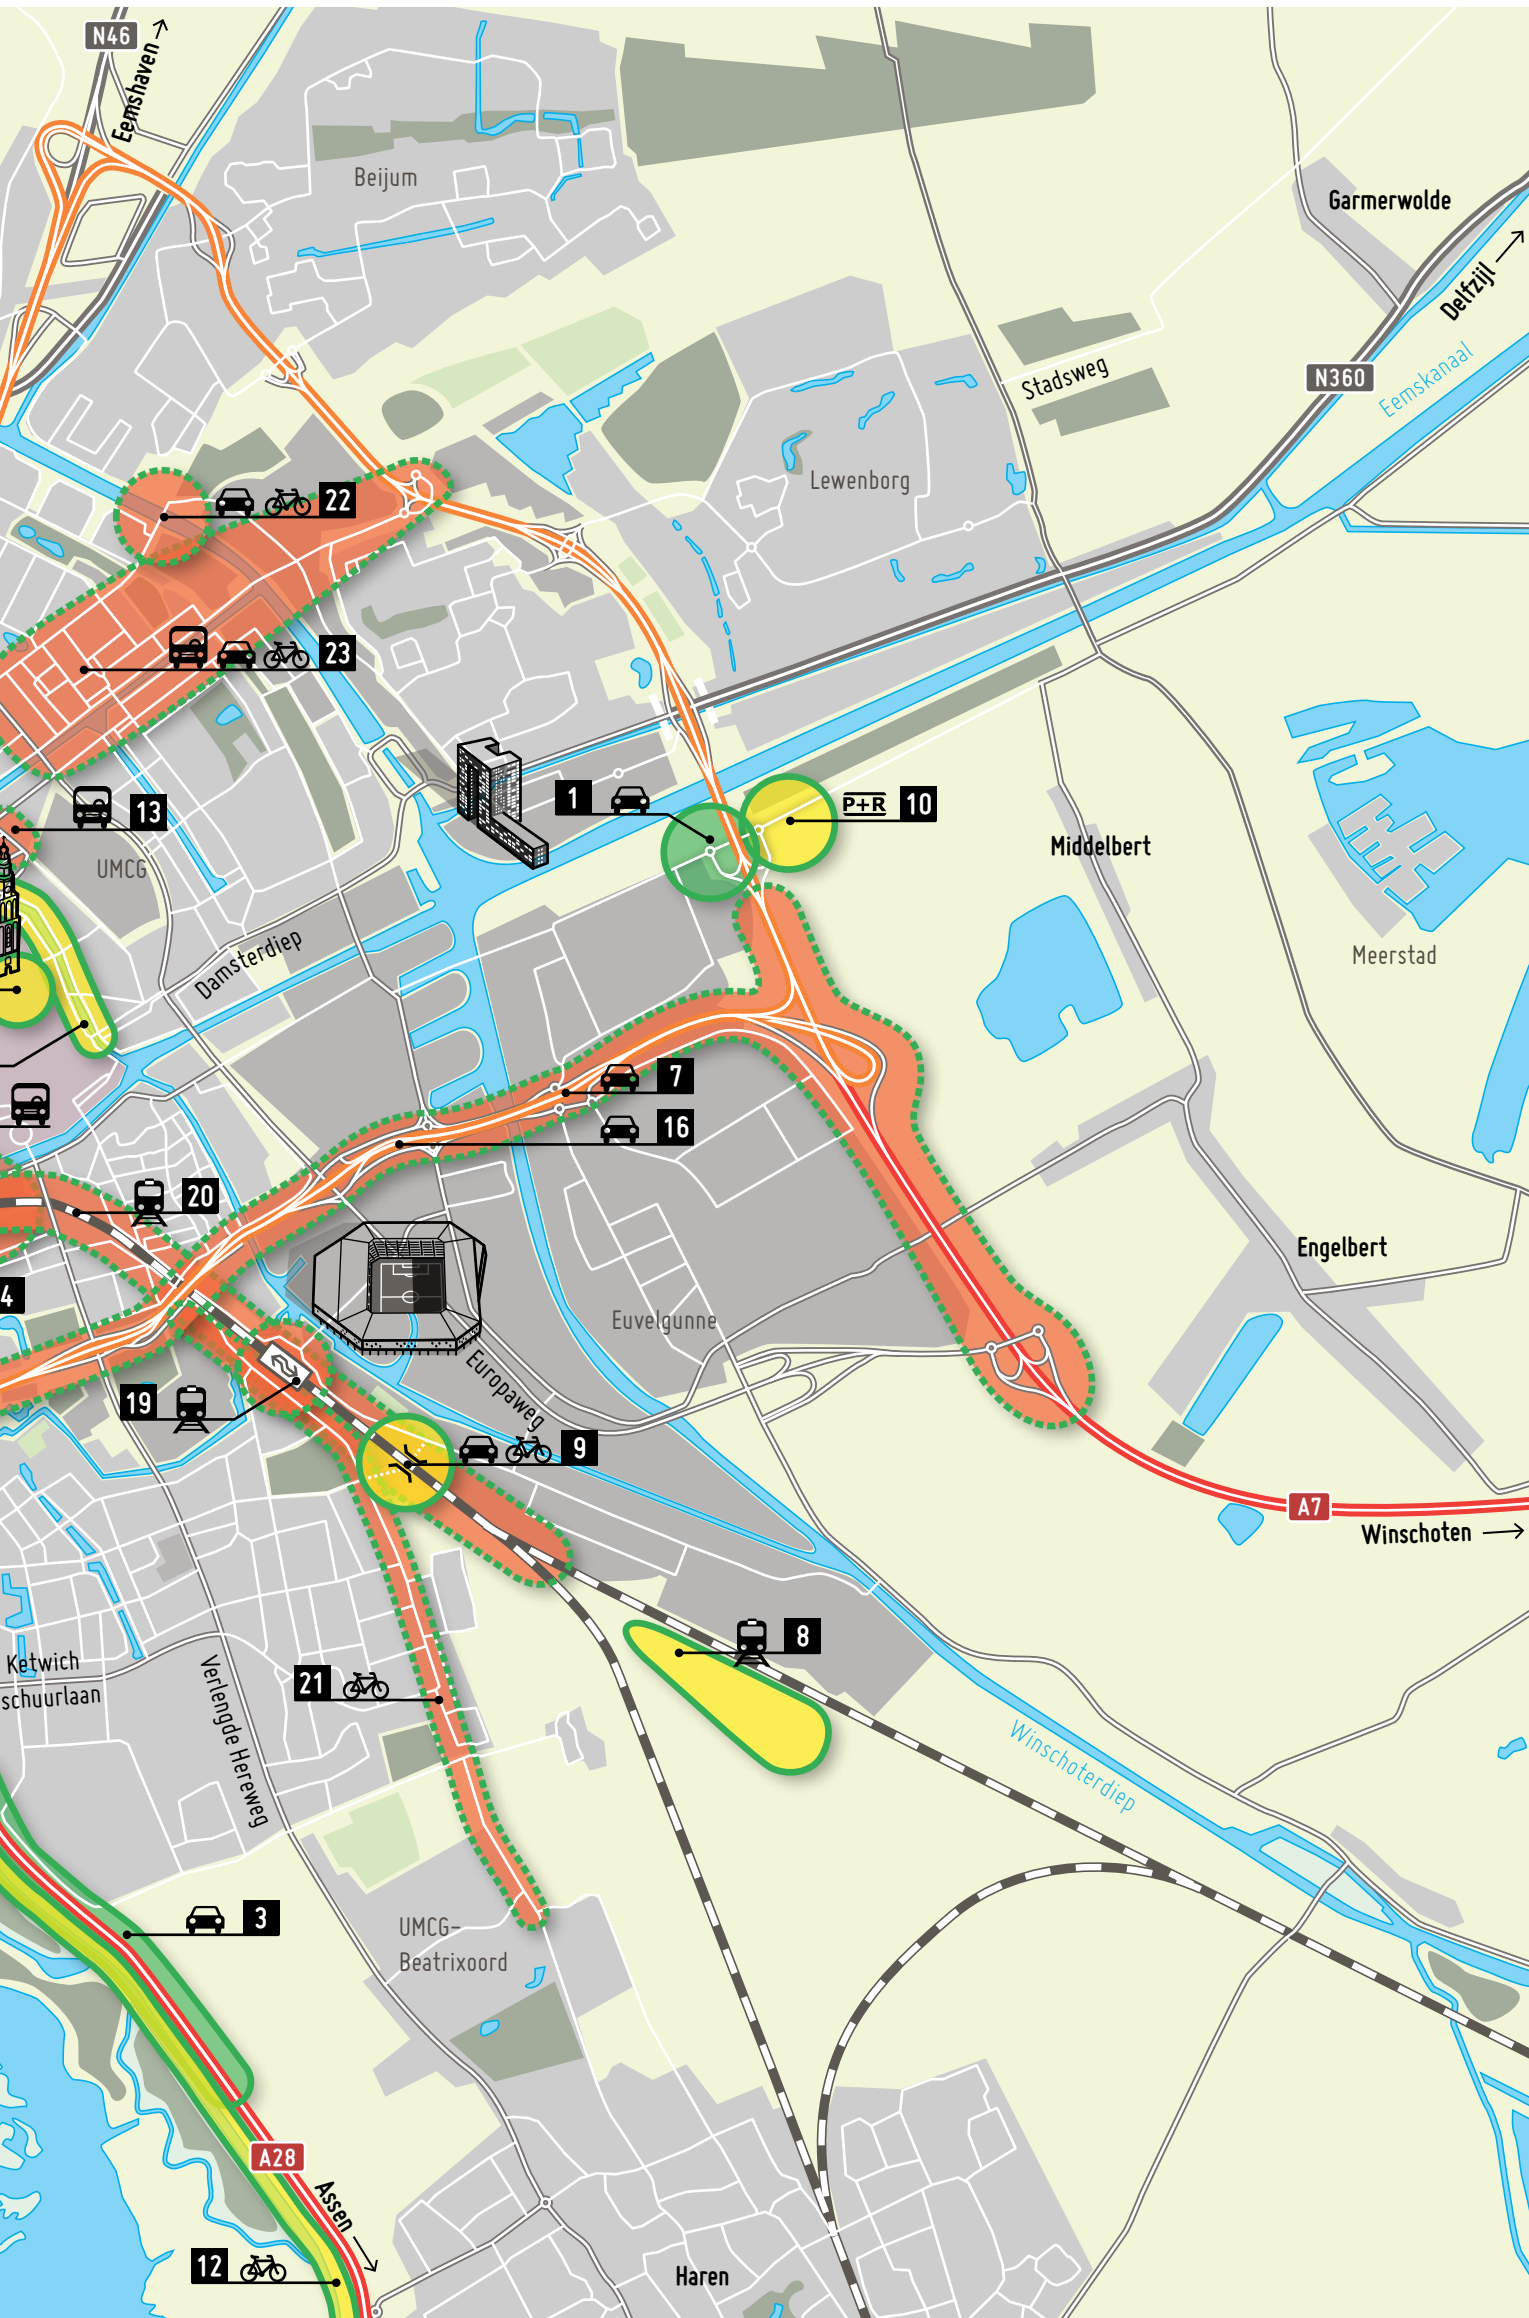 N46
Eemshaven
Beijum
Garmerwolde
Delfzijl
Stadsweg
N360
Eemskanaal
Lewenborg
22
23
1
P+R
10
13
UMCG
Middelbert
Meerstad
Damsterdiep
7
16
20
Engelbert
4
Euvelgunne
Europaweg
19
9
A7
Winschoten
8
Ketwich
schuurlaan
21
Verlengde Hereweg
Winschoterdiep
3
UMCG-
Beatrixoord
A28
Assen
12
Haren